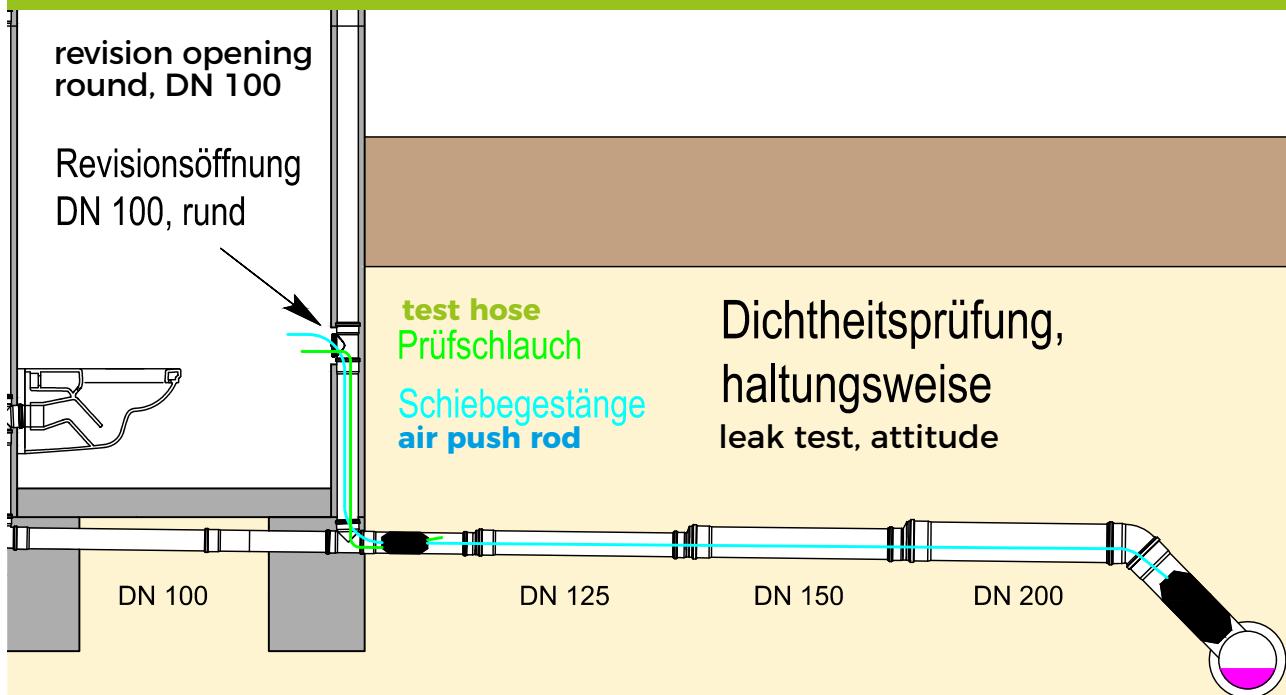 revision opening
round, DN 100
Revisionsöffnung
DN 100, rund
test hose
Prüfschlauch
Schiebegestänge
air push rod
Dichtheitsprüfung,
haltungsweise
leak test, attitude
DN 100
DN 125
DN 150
DN 200